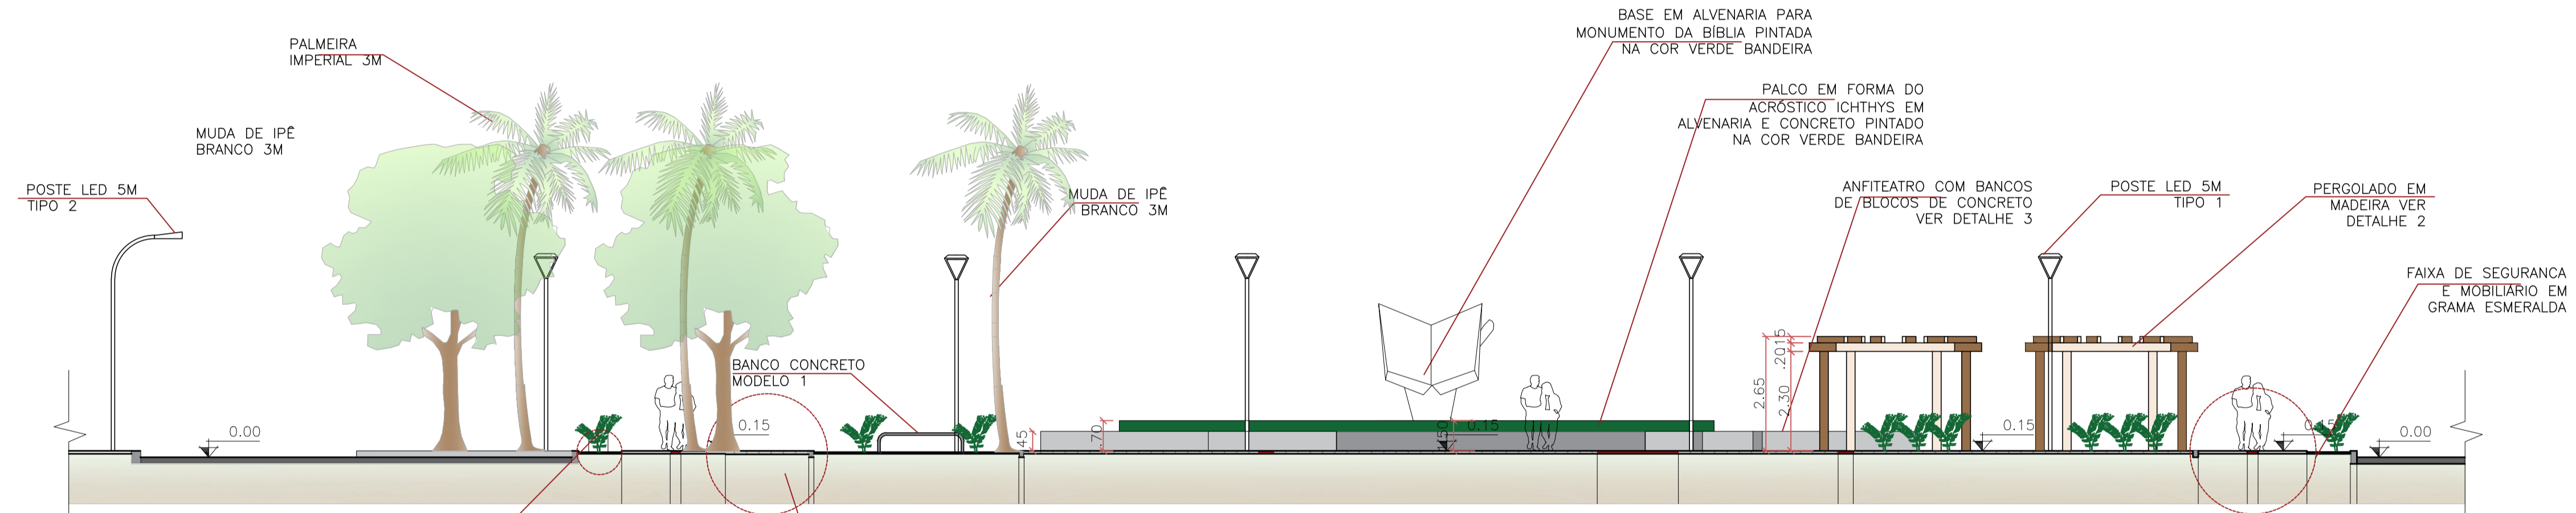 PALMEIRA
IMPERIAL 3M
MUDA DE IPÊ
BRANCO 3M
POSTE LED 5M
TIPO 2
BANCO CONCRETO
MODELO 1
MUDA DE IPÊ
BRANCO 3M
BASE EM ALVENARIA PARA
MONUMENTO DA BÍBLIA PINTADA
NA COR VERDE BANDEIRA
PALCO EM FORMA DO
ACRÓSTICO ICHTHYS EM
ALVENARIA E CONCRETO PINTADO
NA COR VERDE BANDEIRA
ANFITEATRO COM BANCOS
DE BLOCOS DE CONCRETO
VER DETALHE 3
POSTE LED 5M
TIPO 1
PERGOLADO EM
MADEIRA VER
DETALHE 2
FAIXA DE SEGURANCA
E MOBILIÁRIO EM
GRAMA ESMERALDA
0.00
0.15
.45
.70
0.15
2.65
2.30
.20
.15
0.15
0.15
0.00